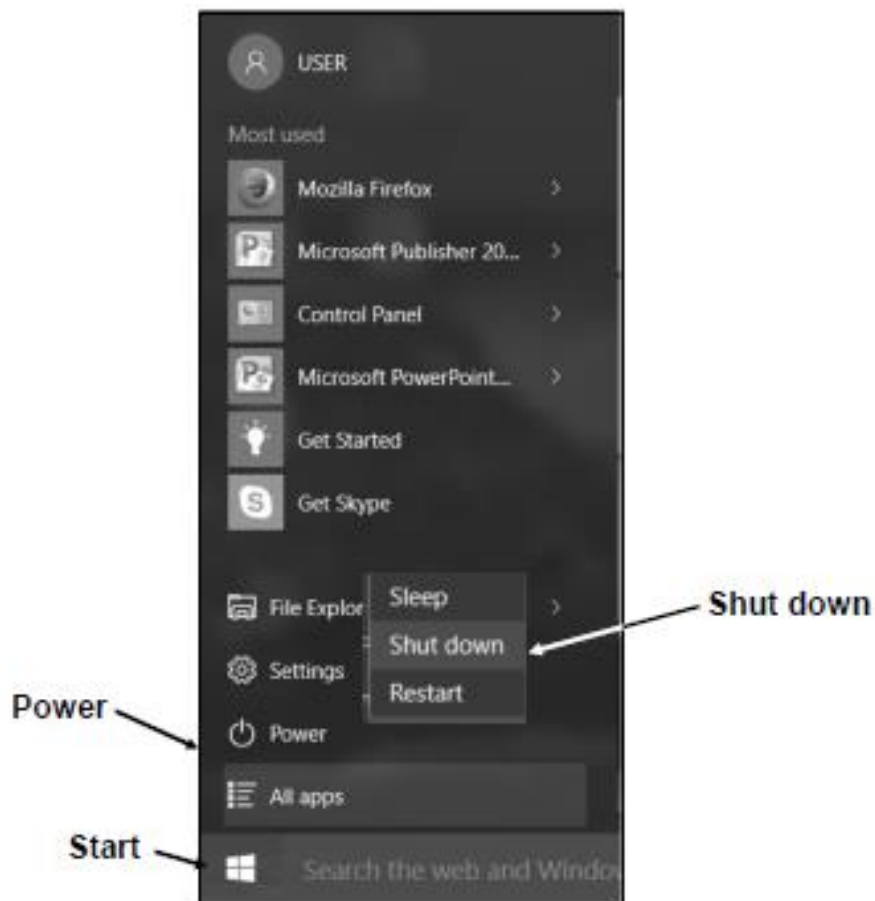 USER
Most used
Mozilla Firefox
Microsoft Publisher 20...
Control Panel
Microsoft PowerPoint...
Get Started
Get Skype
File Explor
Sleep
Shut down
Restart
Shut down
Settings
Power
Power
All apps
Start
Search the web and Window